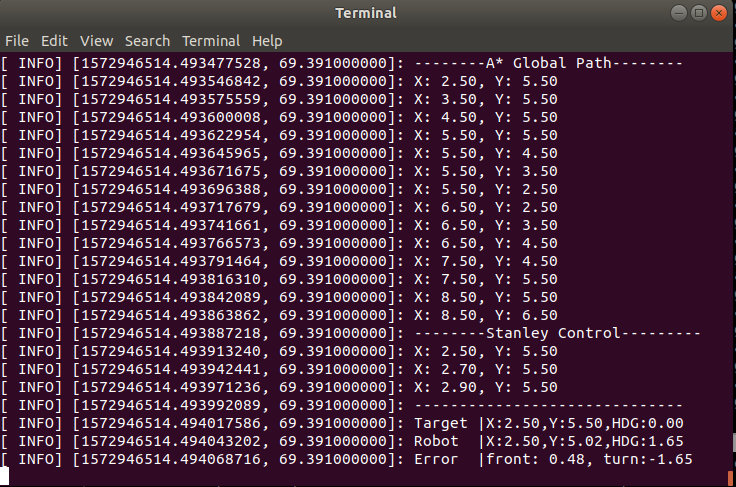 Terminal
File Edit View Search Terminal Help
[ INFO] [1572946514.493477528, 69.391000000]: --------A* Global Path--------
[ INFO] [1572946514.493546842, 69.391000000]: X: 2.50, Y: 5.50
[ INFO] [1572946514.493575559, 69.391000000]: X: 3.50, Y: 5.50
[ INFO] [1572946514.493600008, 69.391000000]: X: 4.50, Y: 5.50
[ INFO] [1572946514.493622954, 69.391000000]: X: 5.50, Y: 5.50
[ INFO] [1572946514.493645965, 69.391000000]: X: 5.50, Y: 4.50
[ INFO] [1572946514.493671675, 69.391000000]: X: 5.50, Y: 3.50
[ INFO] [1572946514.493696388, 69.391000000]: X: 5.50, Y: 2.50
[ INFO] [1572946514.493717679, 69.391000000]: X: 6.50, Y: 2.50
[ INFO] [1572946514.493741661, 69.391000000]: X: 6.50, Y: 3.50
[ INFO] [1572946514.493766573, 69.391000000]: X: 6.50, Y: 4.50
[ INFO] [1572946514.493791464, 69.391000000]: X: 7.50, Y: 4.50
[ INFO] [1572946514.493816310, 69.391000000]: X: 7.50, Y: 5.50
[ INFO] [1572946514.493842089, 69.391000000]: X: 8.50, Y: 5.50
[ INFO] [1572946514.493863862, 69.391000000]: X: 8.50, Y: 6.50
[ INFO] [1572946514.493887218, 69.391000000]: --------Stanley Control---------
[ INFO] [1572946514.493913240, 69.391000000]: X: 2.50, Y: 5.50
[ INFO] [1572946514.493942441, 69.391000000]: X: 2.70, Y: 5.50
[ INFO] [1572946514.493971236, 69.391000000]: X: 2.90, Y: 5.50
[ INFO] [1572946514.493992089, 69.391000000]: ------------------------------
[ INFO] [1572946514.494017586, 69.391000000]: Target |X:2.50,Y:5.50,HDG:0.00
[ INFO] [1572946514.494043202, 69.391000000]: Robot  |X:2.50,Y:5.02,HDG:1.65
[ INFO] [1572946514.494068716, 69.391000000]: Error  |front: 0.48, turn:-1.65